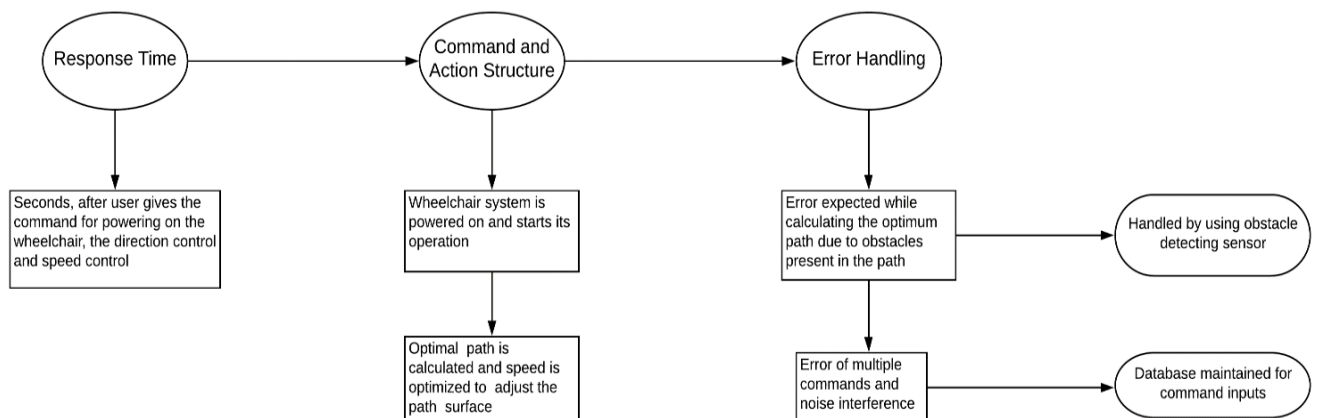 Response Time
Command and
Action Structure
Error Handling
Seconds, after user gives the
command for powering on the
wheelchair, the direction control
and speed control
Wheelchair system is
powered on and starts its
operation
Error expected while
calculating the optimum
path due to obstacles
present in the path
Handled by using obstacle
detecting sensor
Optimal path is
calculated and speed is
optimized to adjust the
path surface
Error of multiple
commands and
noise interference
Database maintained for
command inputs